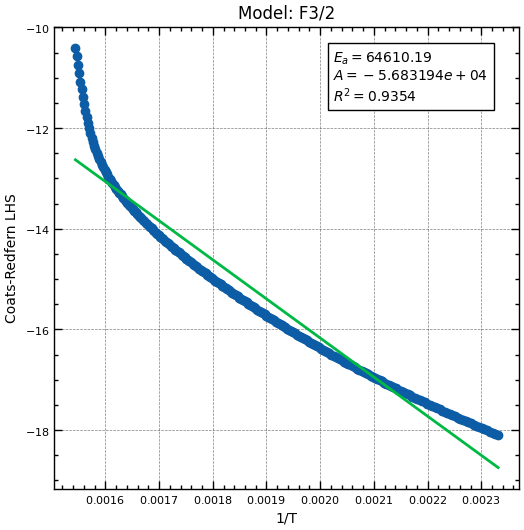 Model: F3/2
E_a = 64610.19
A = −5.683194e + 04
R² = 0.9354
Coats-Redfern LHS
−10
−12
−14
−16
−18
0.0016 0.0017 0.0018 0.0019 0.0020 0.0021 0.0022 0.0023
1/T